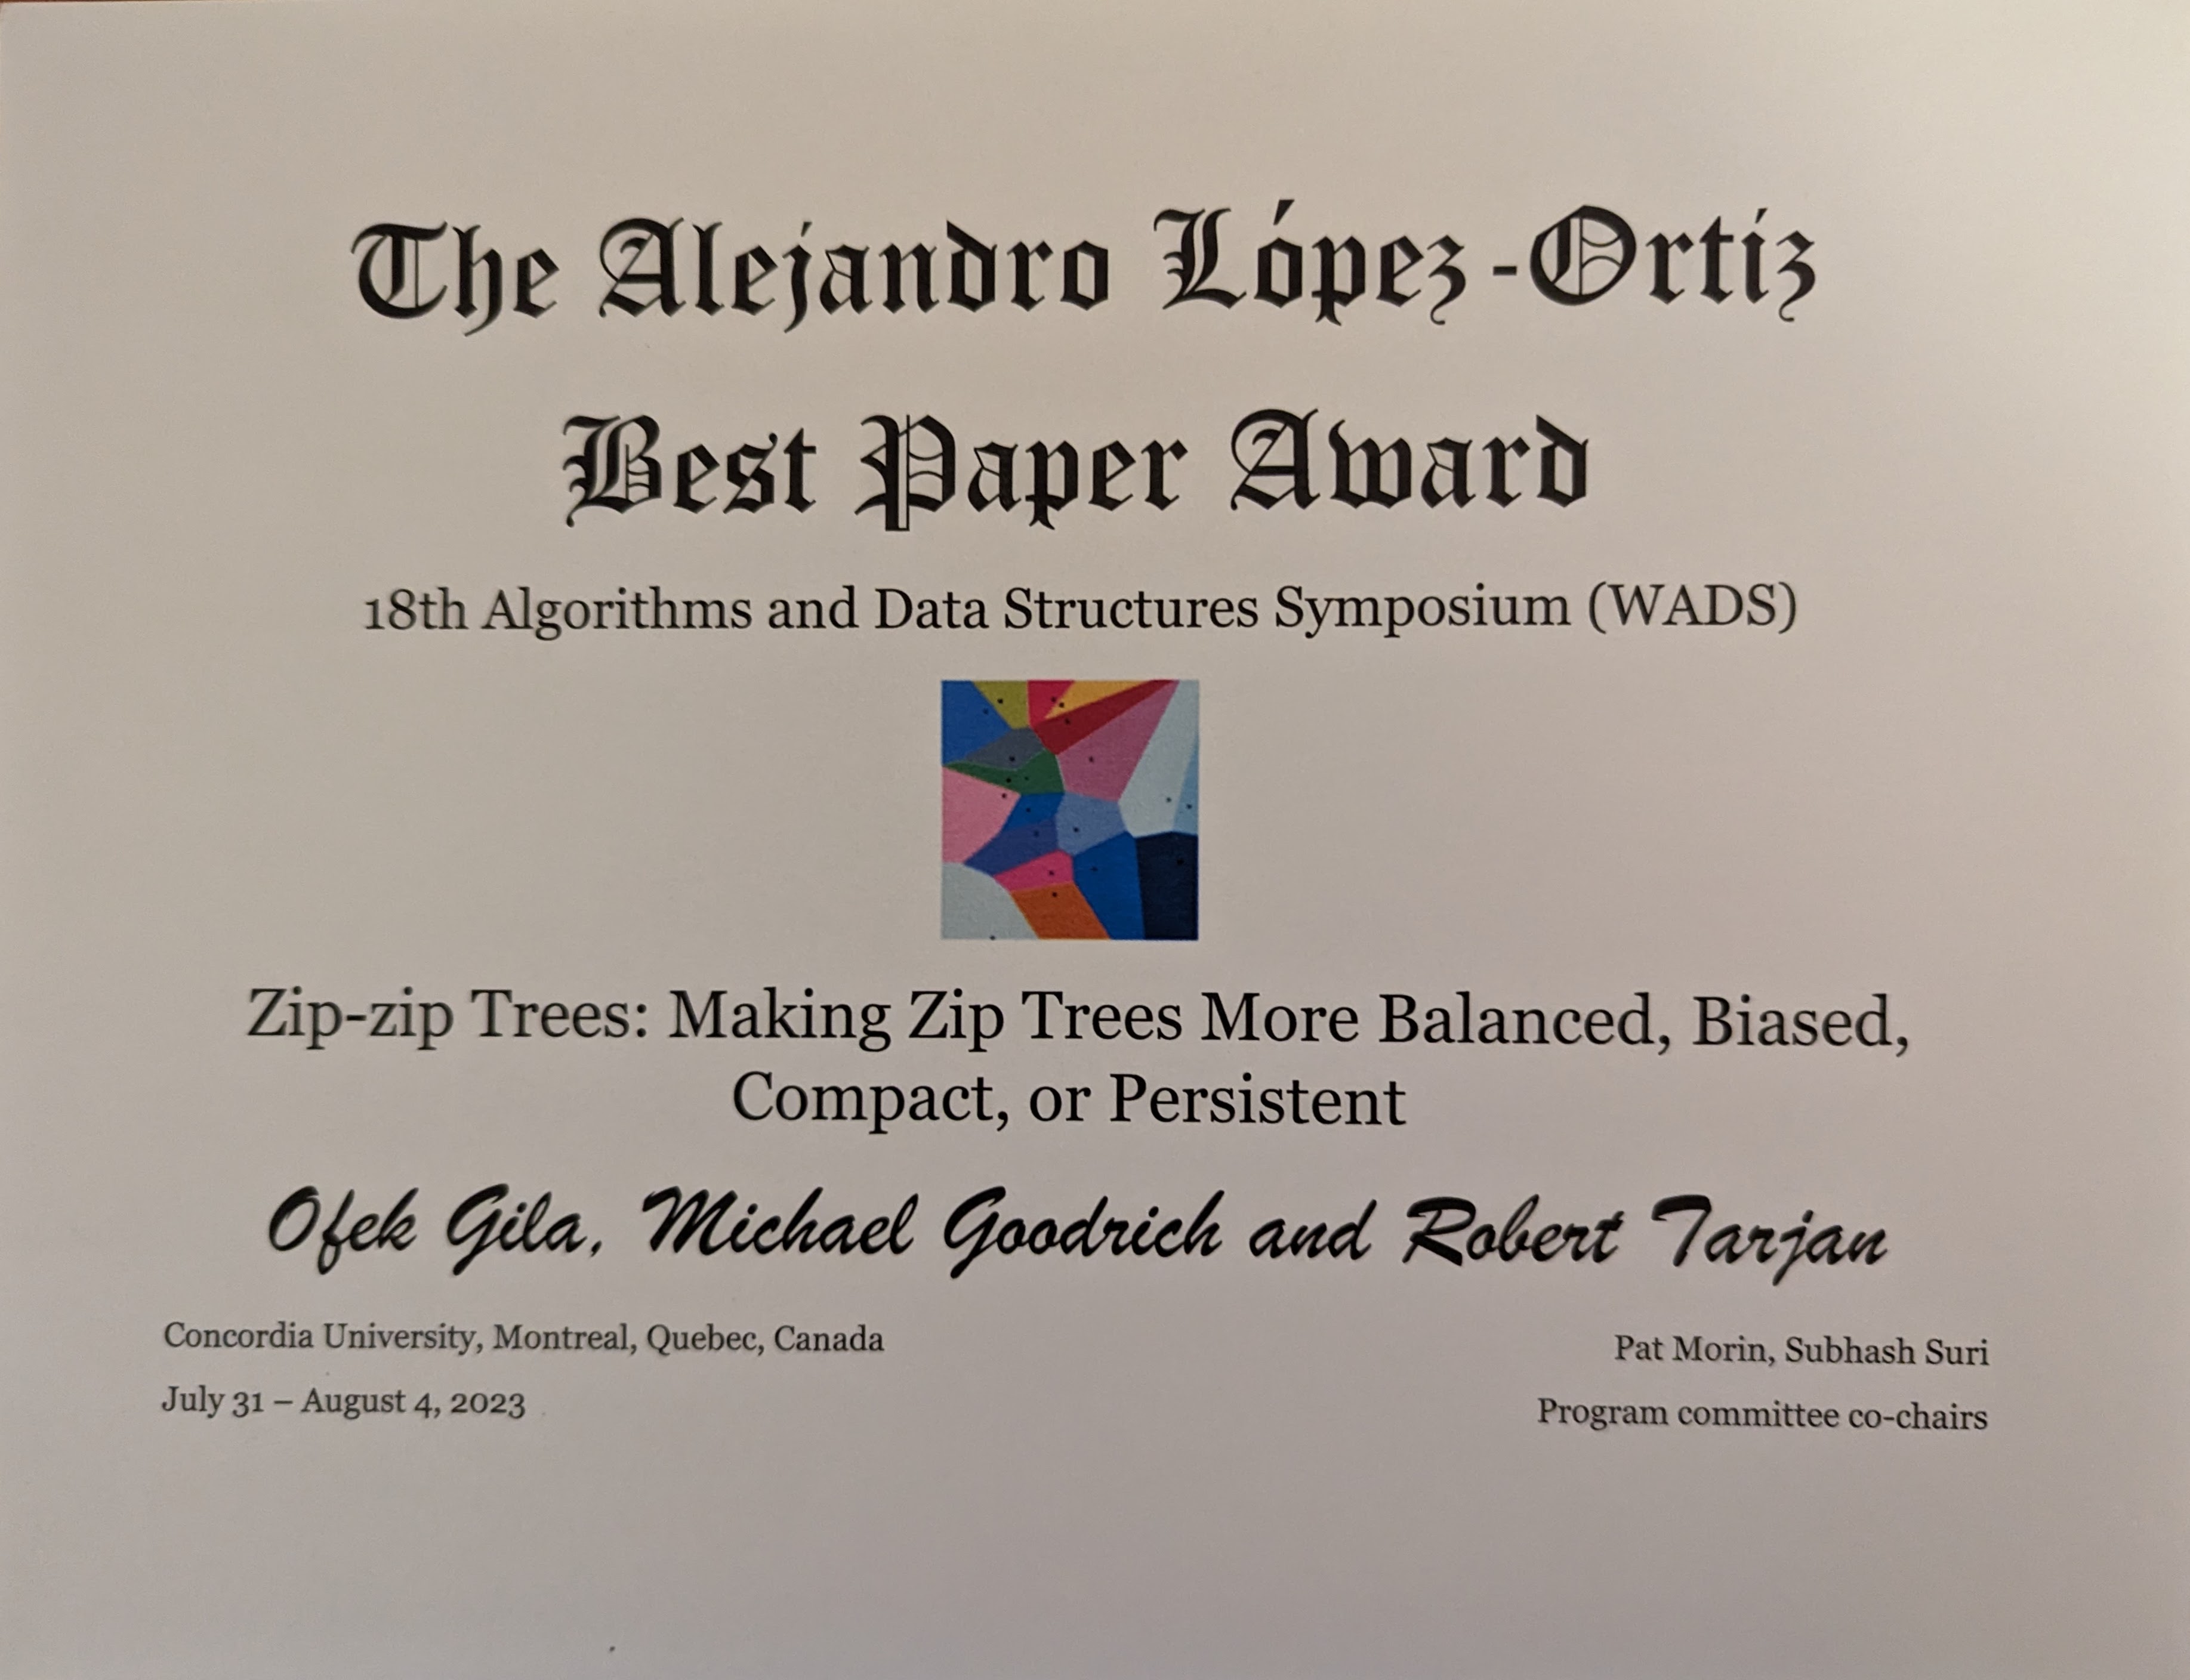 The Alejandro López-Ortiz
Best Paper Award
18th Algorithms and Data Structures Symposium (WADS)
Zip-zip Trees: Making Zip Trees More Balanced, Biased,
Compact, or Persistent
Ofek Gila, Michael Goodrich and Robert Tarjan
Concordia University, Montreal, Quebec, Canada
Pat Morin, Subhash Suri
July 31 – August 4, 2023
Program committee co-chairs